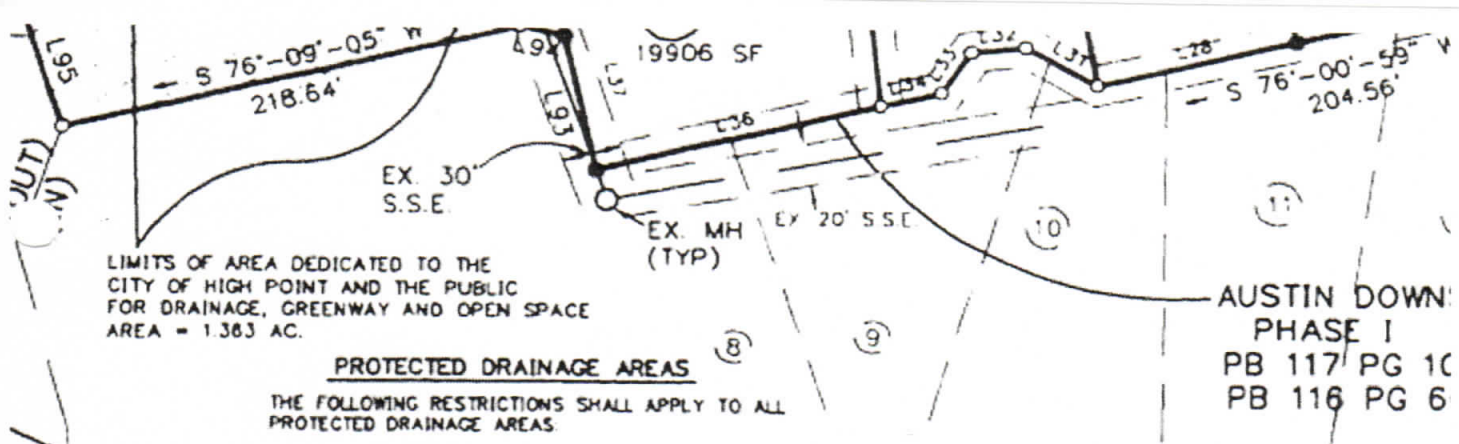 L95
S 76°-09'-05" W
218.64'
L92
L93
L37
19906 SF
L36
L34
L33
L32
L31
L28
S 76°-00'-59" W
204.56'
OUT)
EX. 30'
S.S.E.
EX. MH
(TYP)
EX 20' S.S.E.
10
11
LIMITS OF AREA DEDICATED TO THE
CITY OF HIGH POINT AND THE PUBLIC
FOR DRAINAGE, GREENWAY AND OPEN SPACE
AREA = 1.383 AC.
8
9
AUSTIN DOWNS
PHASE I
PB 117 PG 10
PB 116 PG 6
PROTECTED DRAINAGE AREAS
THE FOLLOWING RESTRICTIONS SHALL APPLY TO ALL
PROTECTED DRAINAGE AREAS